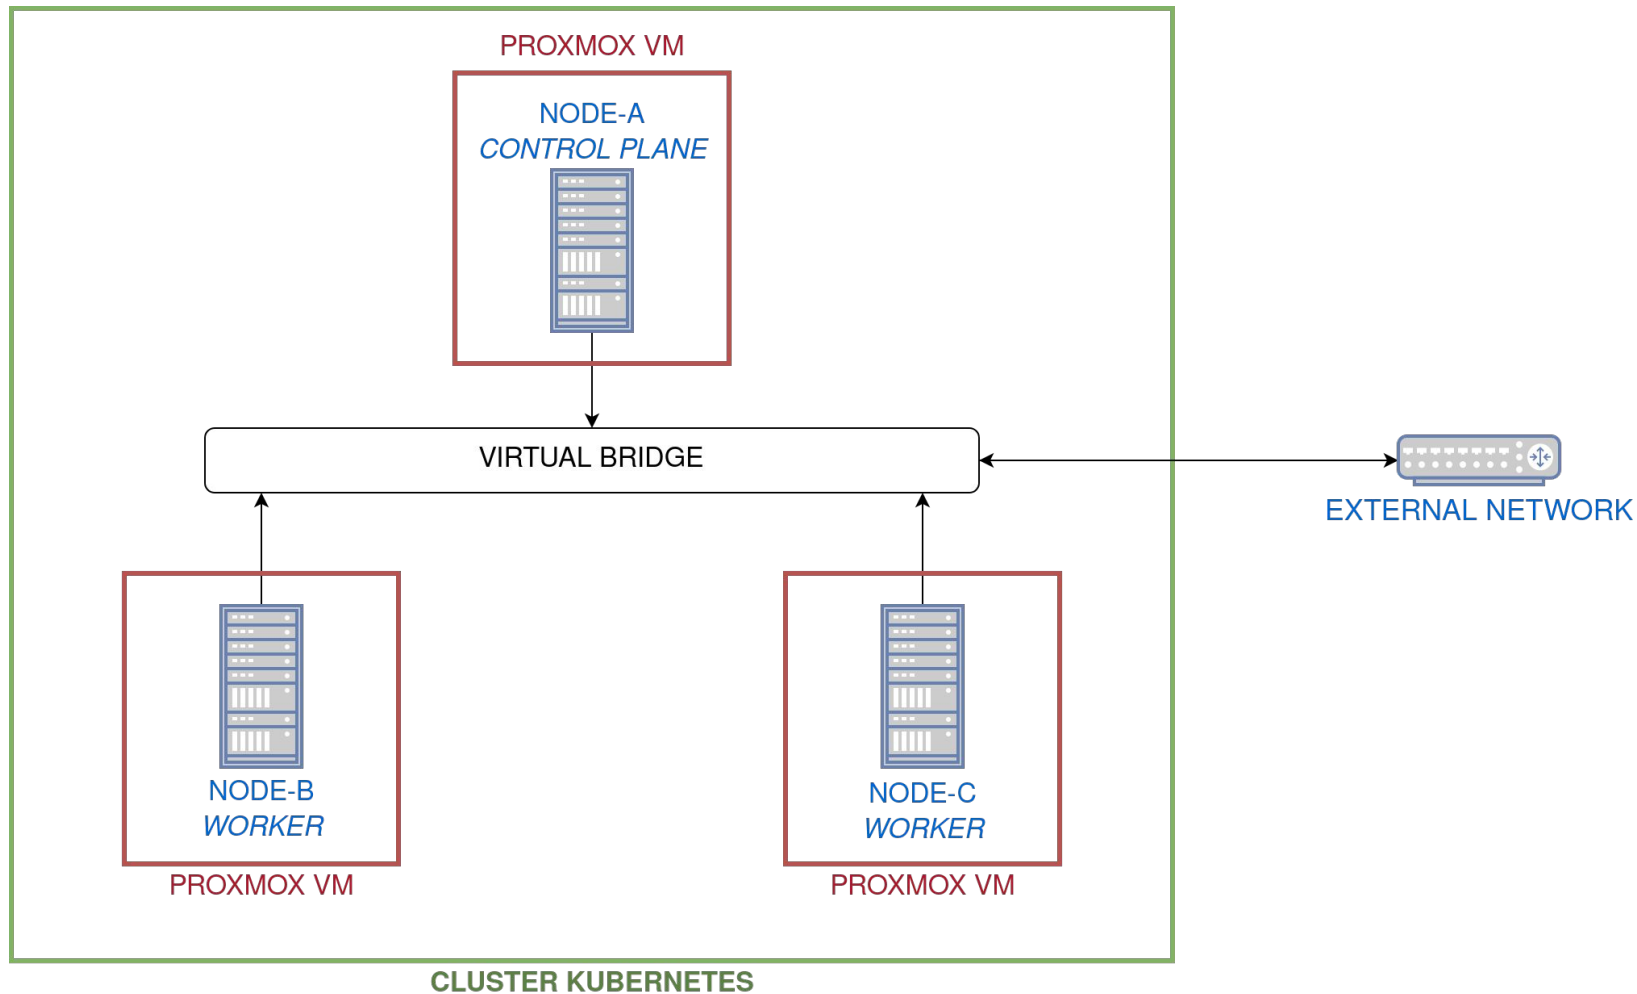 PROXMOX VM
NODE-A
CONTROL PLANE
VIRTUAL BRIDGE
EXTERNAL NETWORK
NODE-B
WORKER
PROXMOX VM
NODE-C
WORKER
PROXMOX VM
CLUSTER KUBERNETES